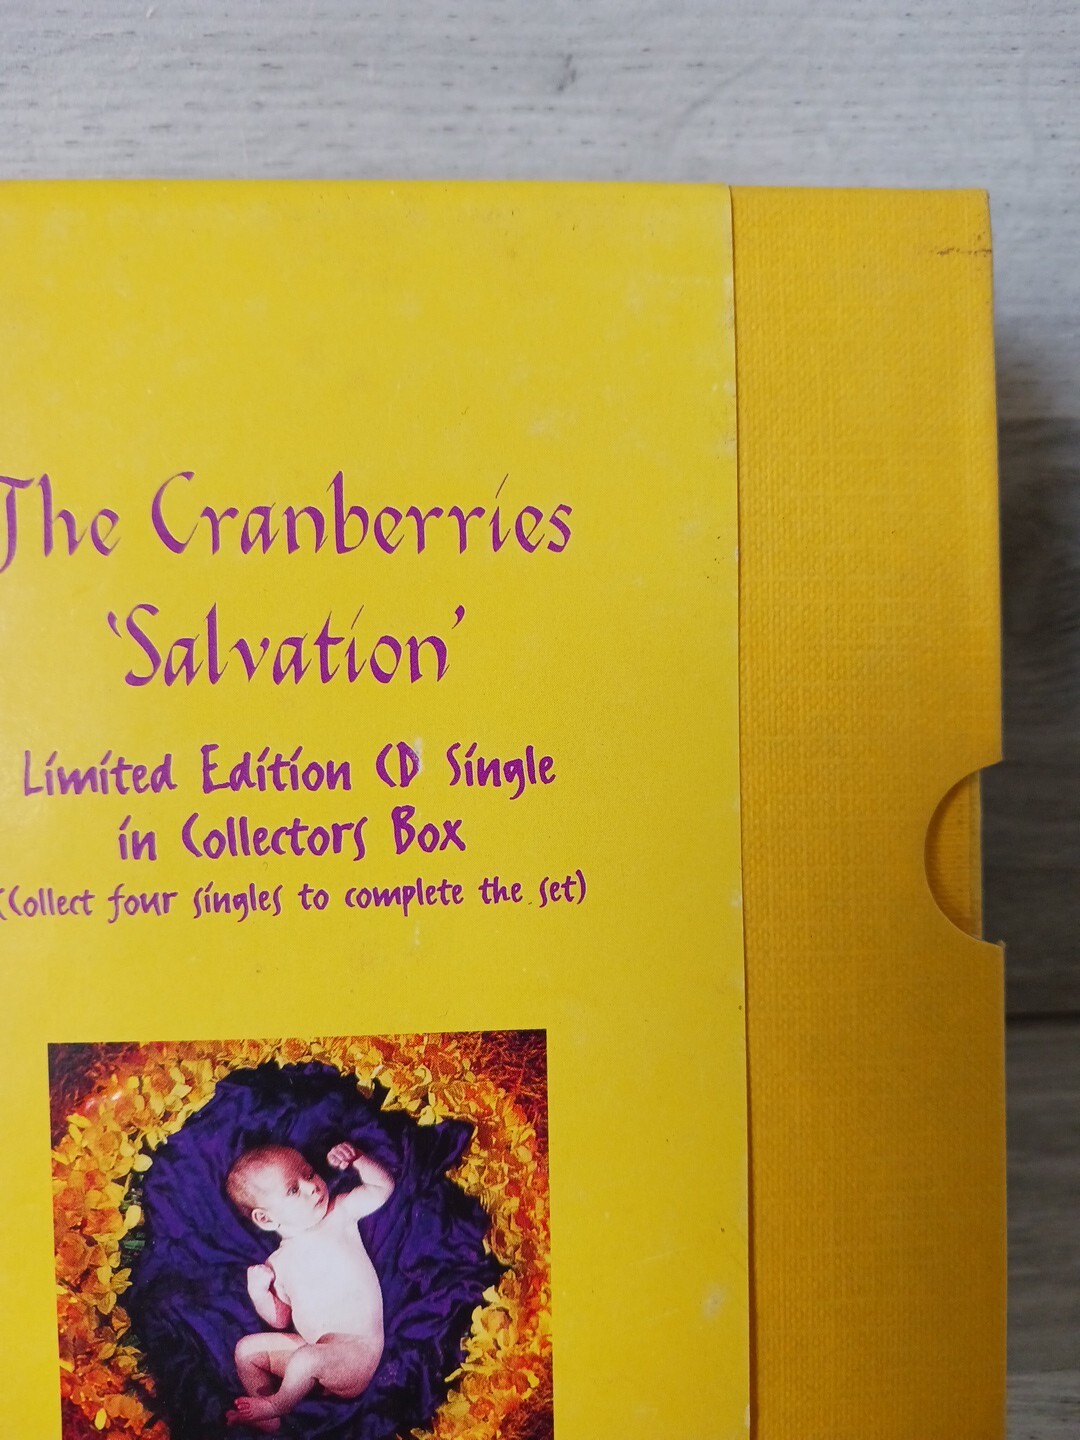 The Cranberries
'Salvation'
Limited Edition CD Single
in Collectors Box
(Collect four singles to complete the set)